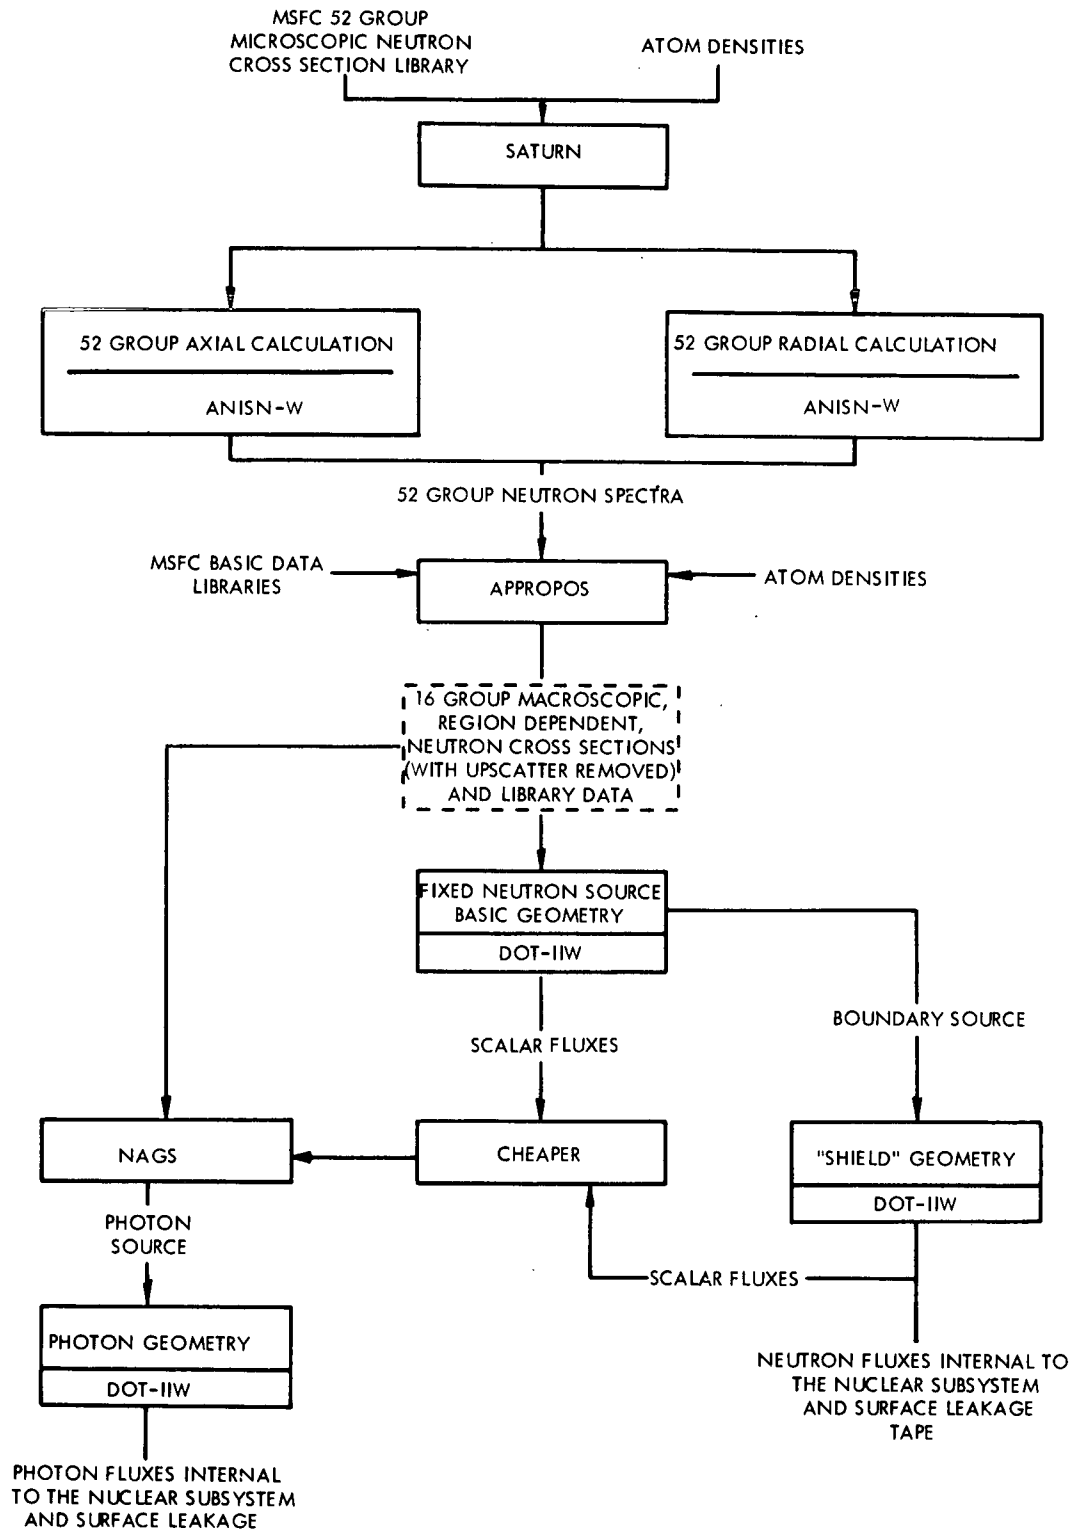 MSFC 52 GROUP
MICROSCOPIC NEUTRON
CROSS SECTION LIBRARY
ATOM DENSITIES
SATURN
52 GROUP AXIAL CALCULATION
ANISN-W
52 GROUP RADIAL CALCULATION
ANISN-W
52 GROUP NEUTRON SPECTRA
MSFC BASIC DATA
LIBRARIES
APPROPOS
ATOM DENSITIES
16 GROUP MACROSCOPIC,
REGION DEPENDENT,
NEUTRON CROSS SECTIONS
(WITH UPSCATTER REMOVED)
AND LIBRARY DATA
FIXED NEUTRON SOURCE
BASIC GEOMETRY
DOT-IIW
BOUNDARY SOURCE
SCALAR FLUXES
NAGS
CHEAPER
"SHIELD" GEOMETRY
DOT-IIW
PHOTON
SOURCE
SCALAR FLUXES
PHOTON GEOMETRY
DOT-IIW
NEUTRON FLUXES INTERNAL TO
THE NUCLEAR SUBSYSTEM
AND SURFACE LEAKAGE
TAPE
PHOTON FLUXES INTERNAL
TO THE NUCLEAR SUBSYSTEM
AND SURFACE LEAKAGE